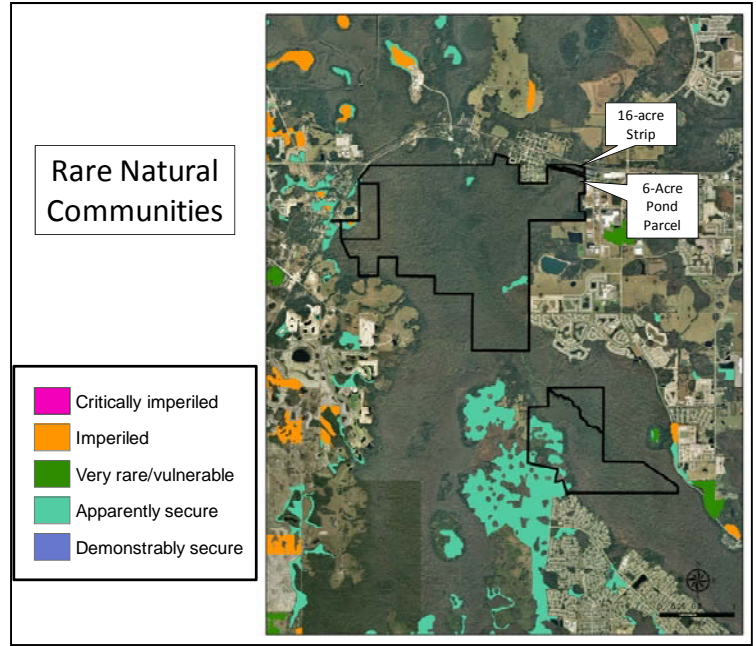 Rare Natural
Communities
16-acre
Strip
6-Acre
Pond
Parcel
Critically imperiled
Imperiled
Very rare/vulnerable
Apparently secure
Demonstrably secure